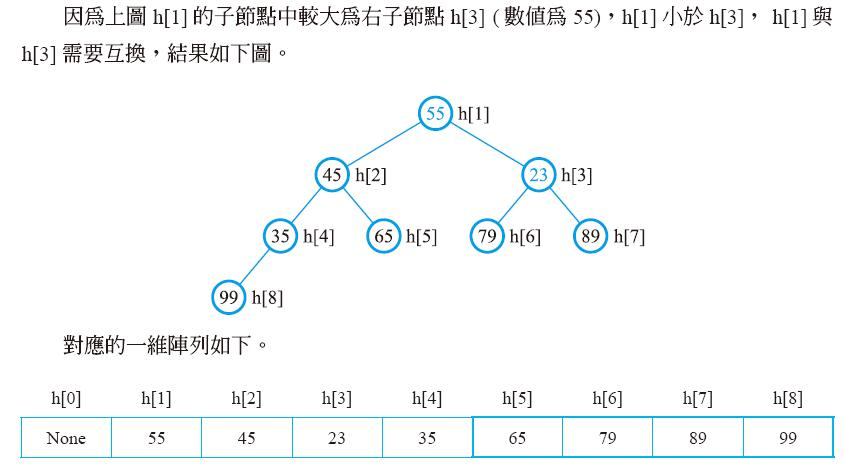 因為上圖 h[1] 的子節點中較大為右子節點 h[3] ( 數值為 55)，h[1] 小於 h[3]， h[1] 與
h[3] 需要互換，結果如下圖。
55 h[1]
45 h[2] 23 h[3]
35 h[4] 65 h[5] 79 h[6] 89 h[7]
99 h[8]
對應的一維陣列如下。
h[0] h[1] h[2] h[3] h[4] h[5] h[6] h[7] h[8]
None 55 45 23 35 65 79 89 99